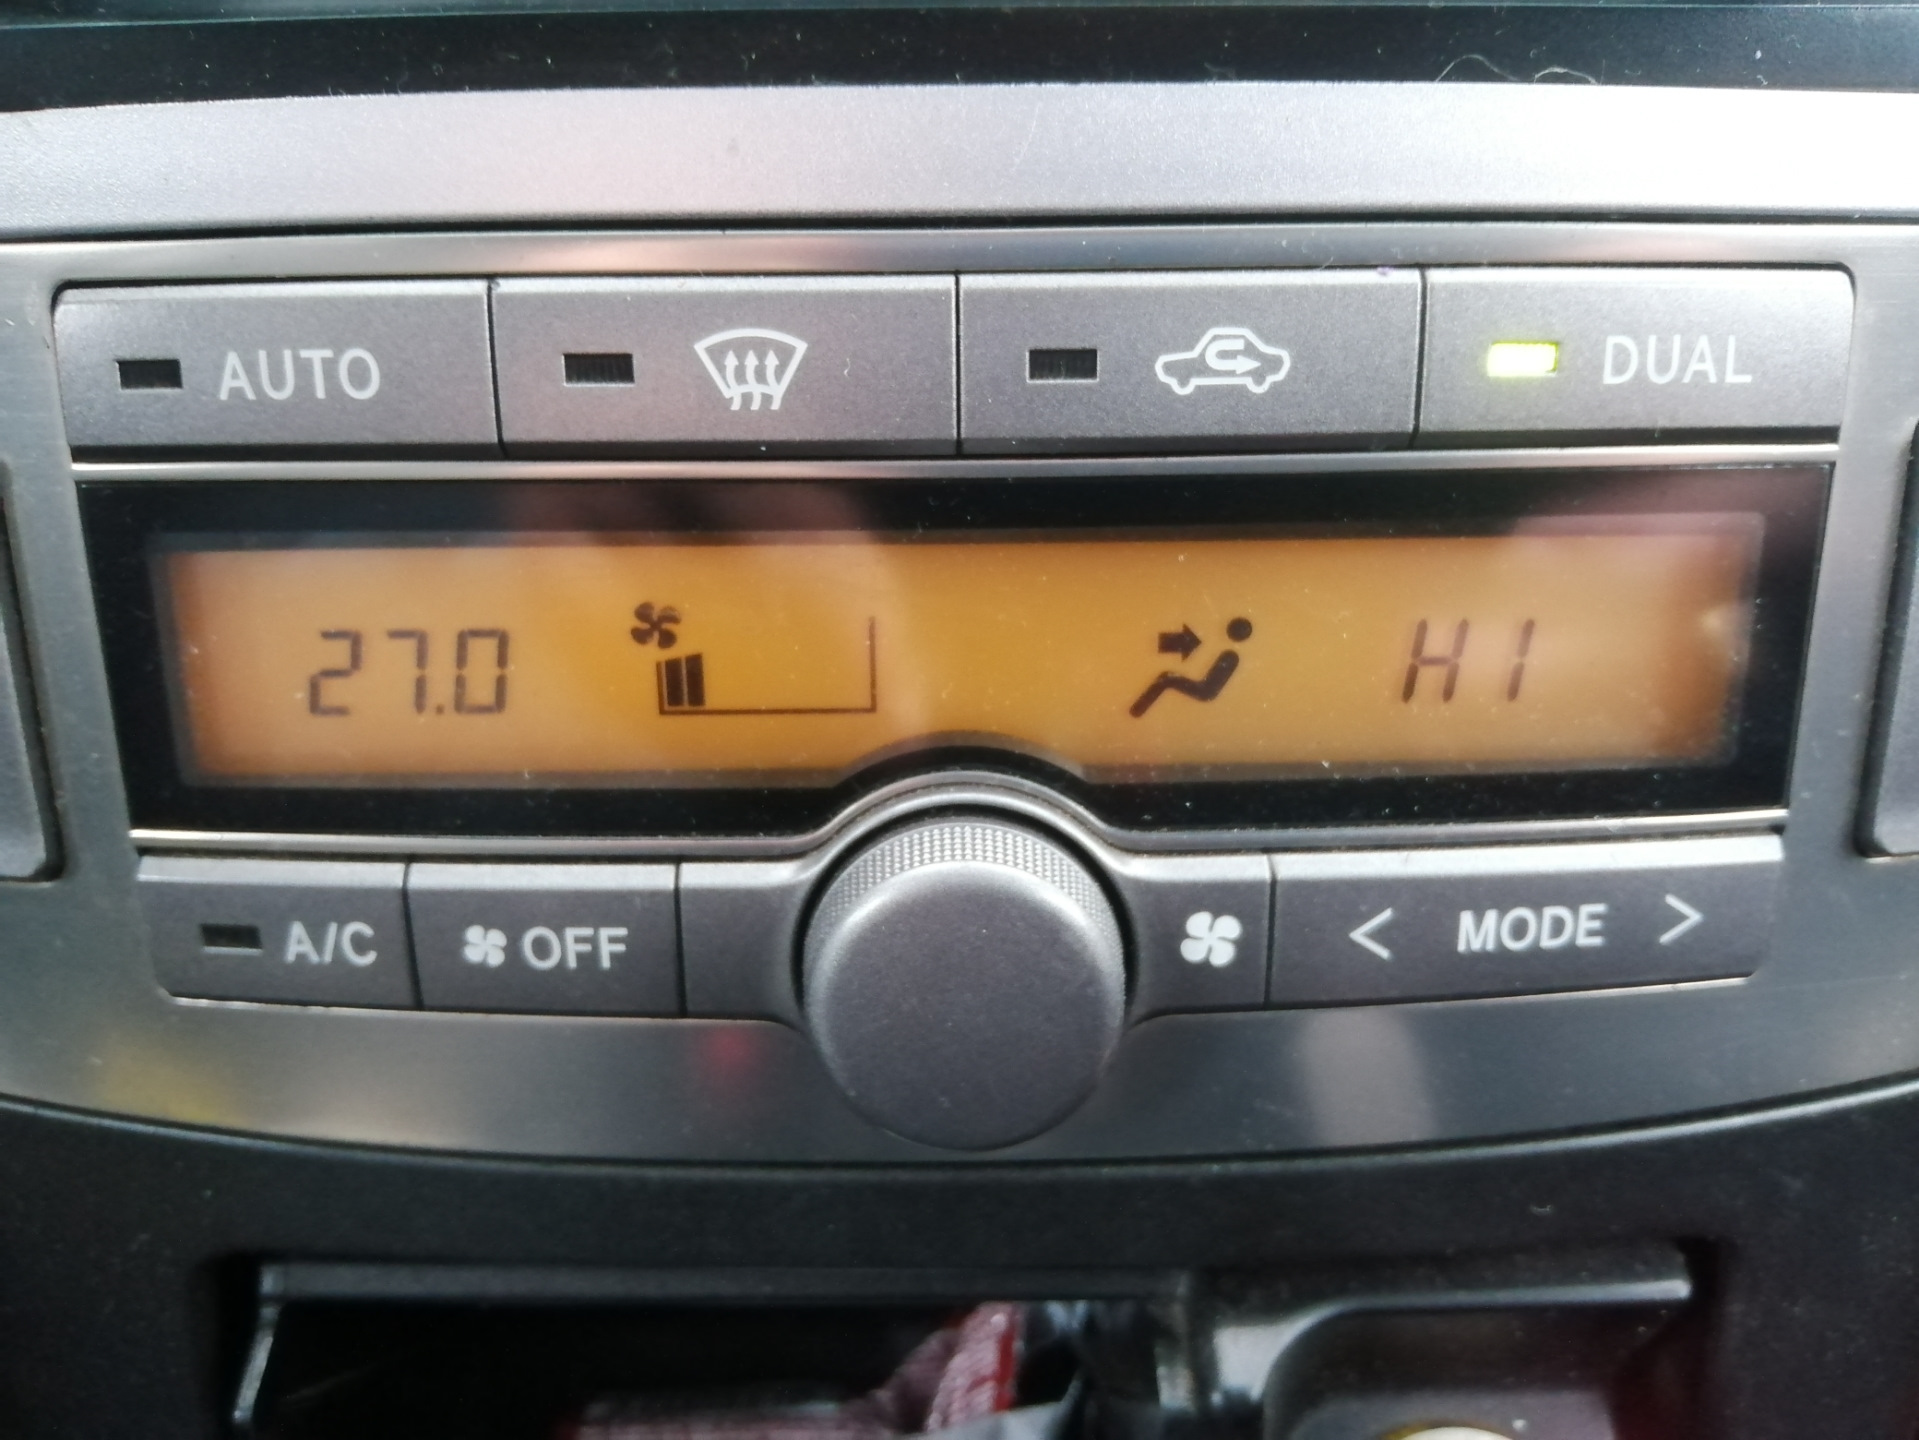 AUTO
DUAL
27.0
HI
A/C
OFF
< MODE >